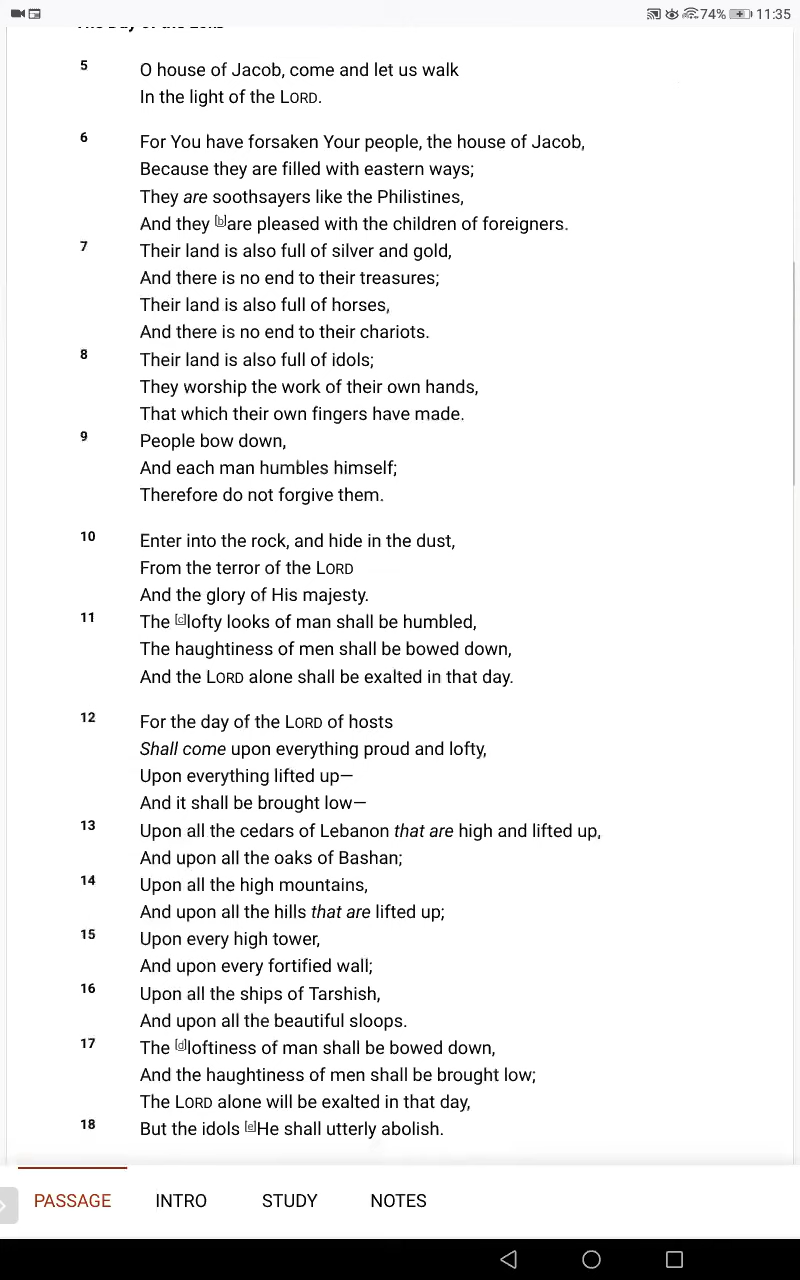 74% 11:35
The Day of the LORD
5 O house of Jacob, come and let us walk
In the light of the LORD.
6 For You have forsaken Your people, the house of Jacob,
Because they are filled with eastern ways;
They are soothsayers like the Philistines,
And they [b]are pleased with the children of foreigners.
7 Their land is also full of silver and gold,
And there is no end to their treasures;
Their land is also full of horses,
And there is no end to their chariots.
8 Their land is also full of idols;
They worship the work of their own hands,
That which their own fingers have made.
9 People bow down,
And each man humbles himself;
Therefore do not forgive them.
10 Enter into the rock, and hide in the dust,
From the terror of the LORD
And the glory of His majesty.
11 The [c]lofty looks of man shall be humbled,
The haughtiness of men shall be bowed down,
And the LORD alone shall be exalted in that day.
12 For the day of the LORD of hosts
Shall come upon everything proud and lofty,
Upon everything lifted up—
And it shall be brought low—
13 Upon all the cedars of Lebanon that are high and lifted up,
And upon all the oaks of Bashan;
14 Upon all the high mountains,
And upon all the hills that are lifted up;
15 Upon every high tower,
And upon every fortified wall;
16 Upon all the ships of Tarshish,
And upon all the beautiful sloops.
17 The [d]loftiness of man shall be bowed down,
And the haughtiness of men shall be brought low;
The LORD alone will be exalted in that day,
18 But the idols [e]He shall utterly abolish.
PASSAGE INTRO STUDY NOTES